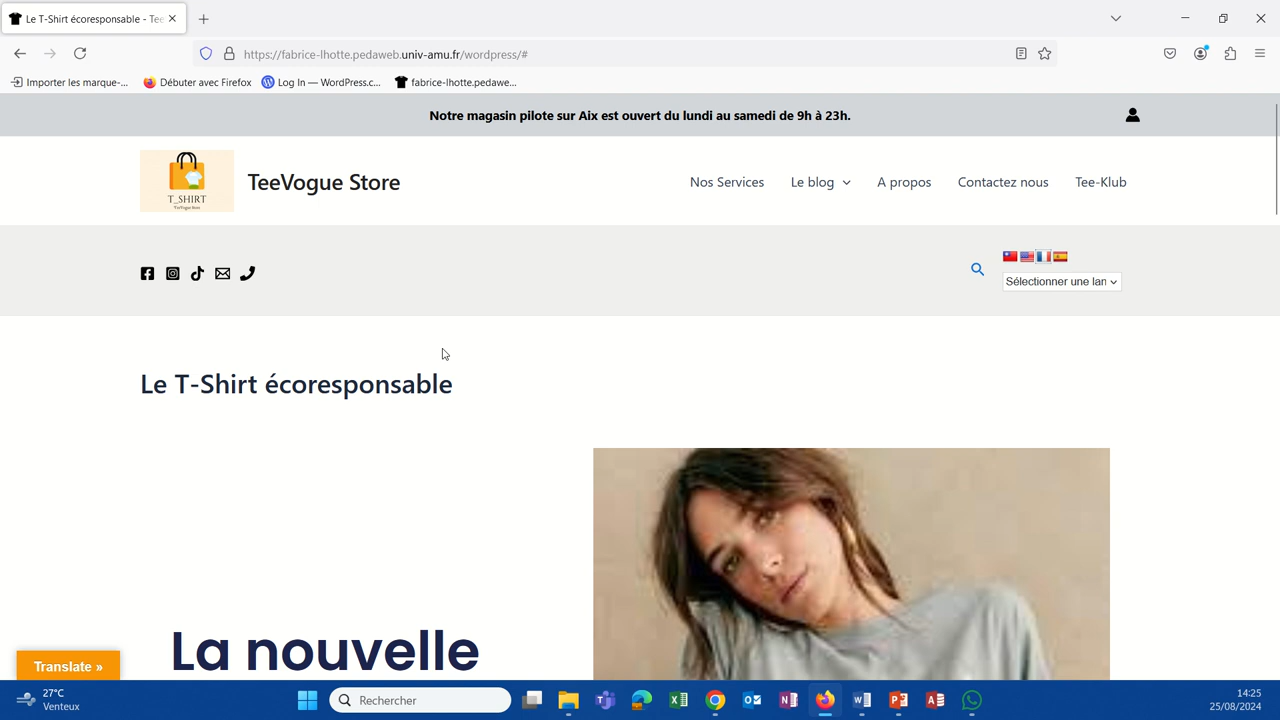 Le T-Shirt écoresponsable - Tee
https://fabrice-lhotte.pedaweb.univ-amu.fr/wordpress/#
Importer les marque-... Débuter avec Firefox Log In — WordPress.c... fabrice-lhotte.pedawe...
Notre magasin pilote sur Aix est ouvert du lundi au samedi de 9h à 23h.
T_SHIRT
TeeVogue Store
TeeVogue Store
Nos Services Le blog A propos Contactez nous Tee-Klub
Sélectionner une lan
Le T-Shirt écoresponsable
La nouvelle
Translate »
27°C
Venteux
Rechercher
14:25
25/08/2024